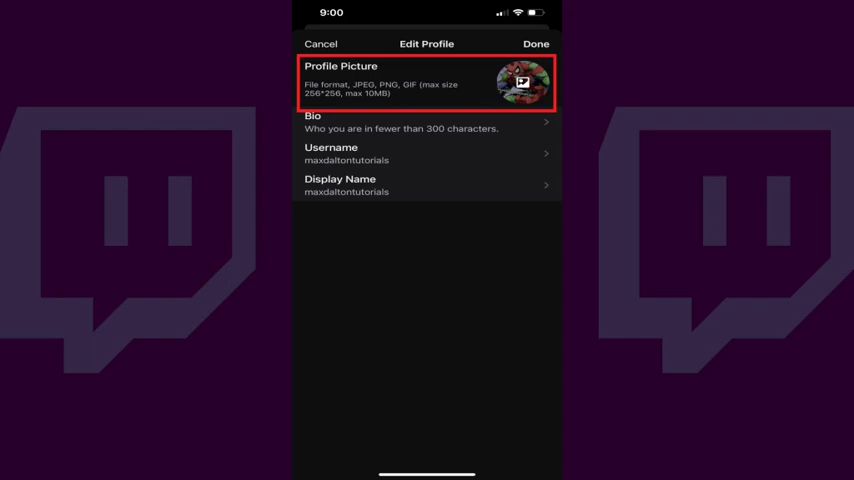 9:00
Cancel Edit Profile Done
Profile Picture
File format, JPEG, PNG, GIF (max size
256*256, max 10MB)
Bio
Who you are in fewer than 300 characters.
Username
maxdaltontutorials
Display Name
maxdaltontutorials